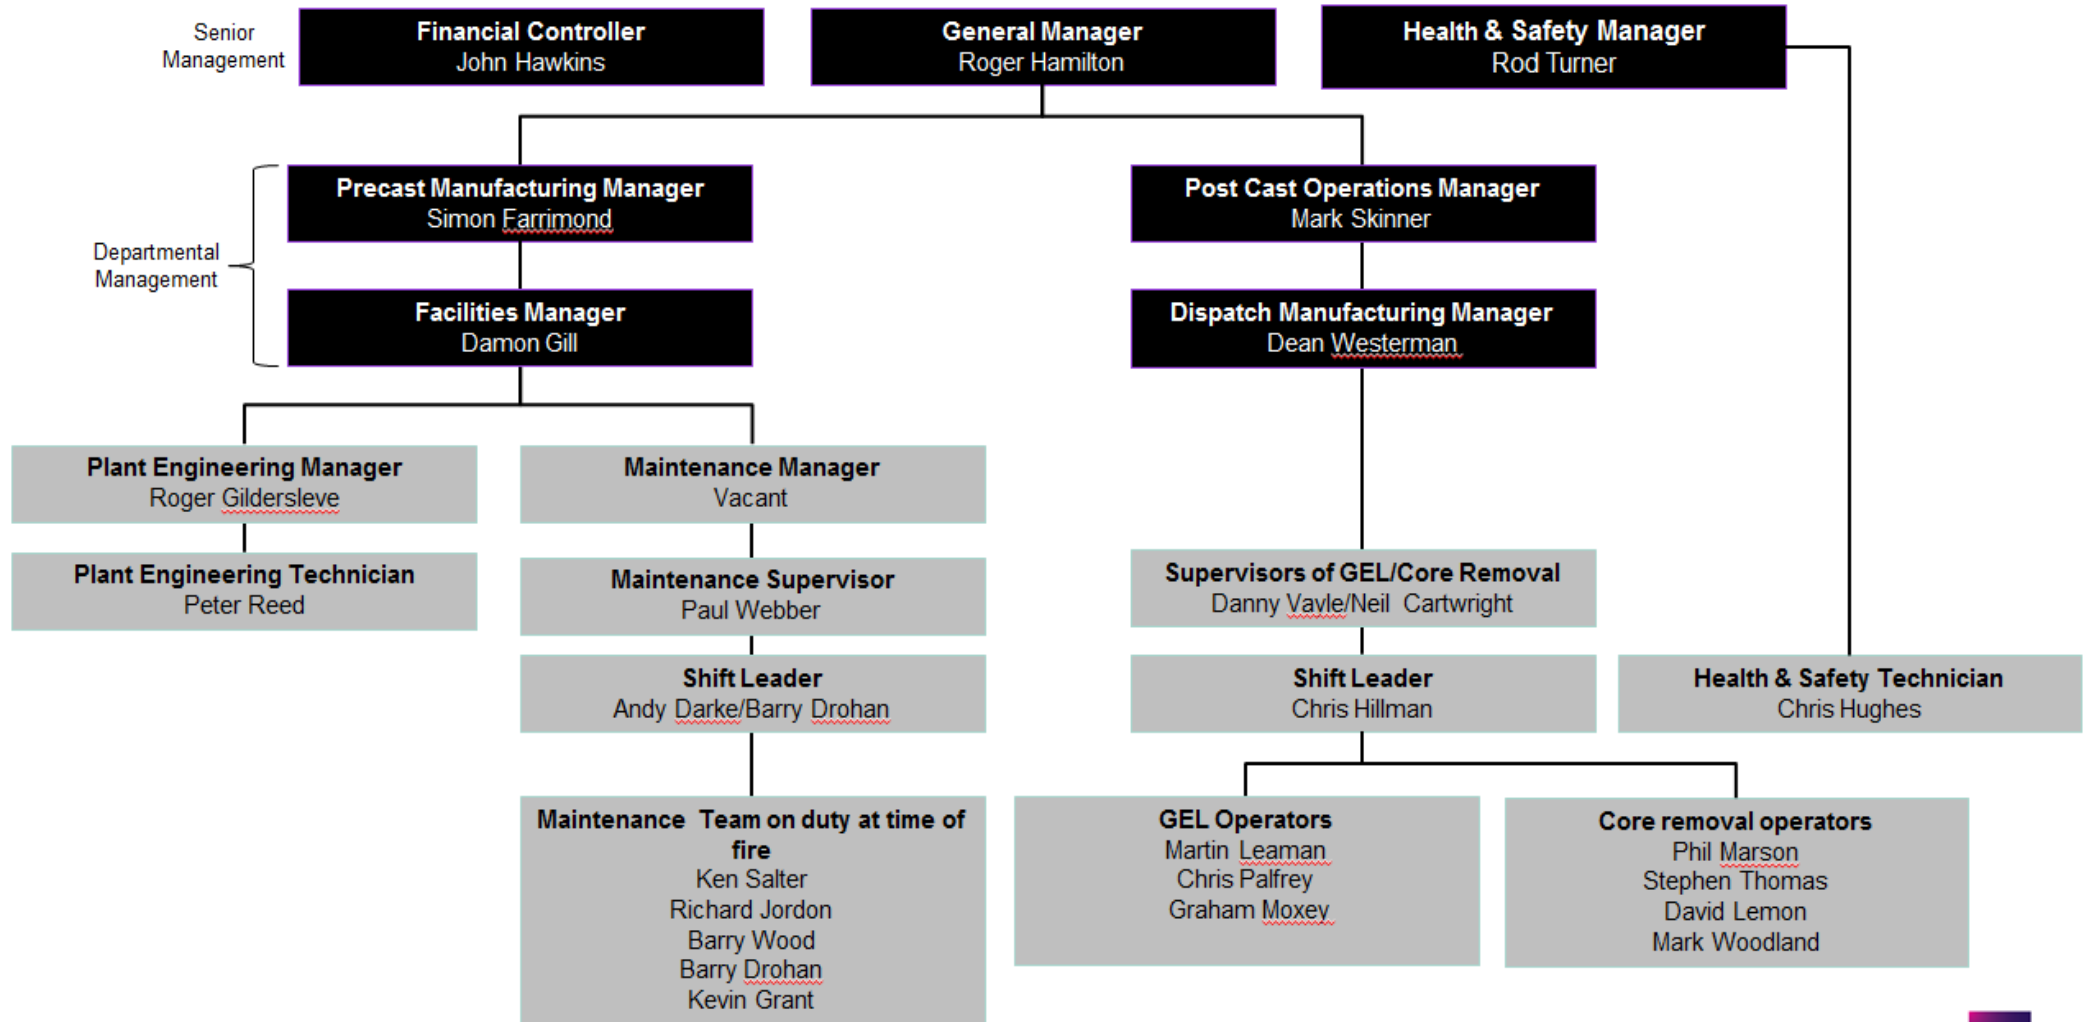 Senior
Management
Financial Controller
John Hawkins
General Manager
Roger Hamilton
Health & Safety Manager
Rod Turner
Departmental
Management
Precast Manufacturing Manager
Simon Farrimond
Post Cast Operations Manager
Mark Skinner
Facilities Manager
Damon Gill
Dispatch Manufacturing Manager
Dean Westerman
Plant Engineering Manager
Roger Gildersleve
Maintenance Manager
Vacant
Plant Engineering Technician
Peter Reed
Maintenance Supervisor
Paul Webber
Supervisors of GEL/Core Removal
Danny Vavle/Neil Cartwright
Shift Leader
Andy Darke/Barry Drohan
Shift Leader
Chris Hillman
Health & Safety Technician
Chris Hughes
Maintenance Team on duty at time of
fire
Ken Salter
Richard Jordon
Barry Wood
Barry Drohan
Kevin Grant
GEL Operators
Martin Leaman
Chris Palfrey
Graham Moxey
Core removal operators
Phil Marson
Stephen Thomas
David Lemon
Mark Woodland